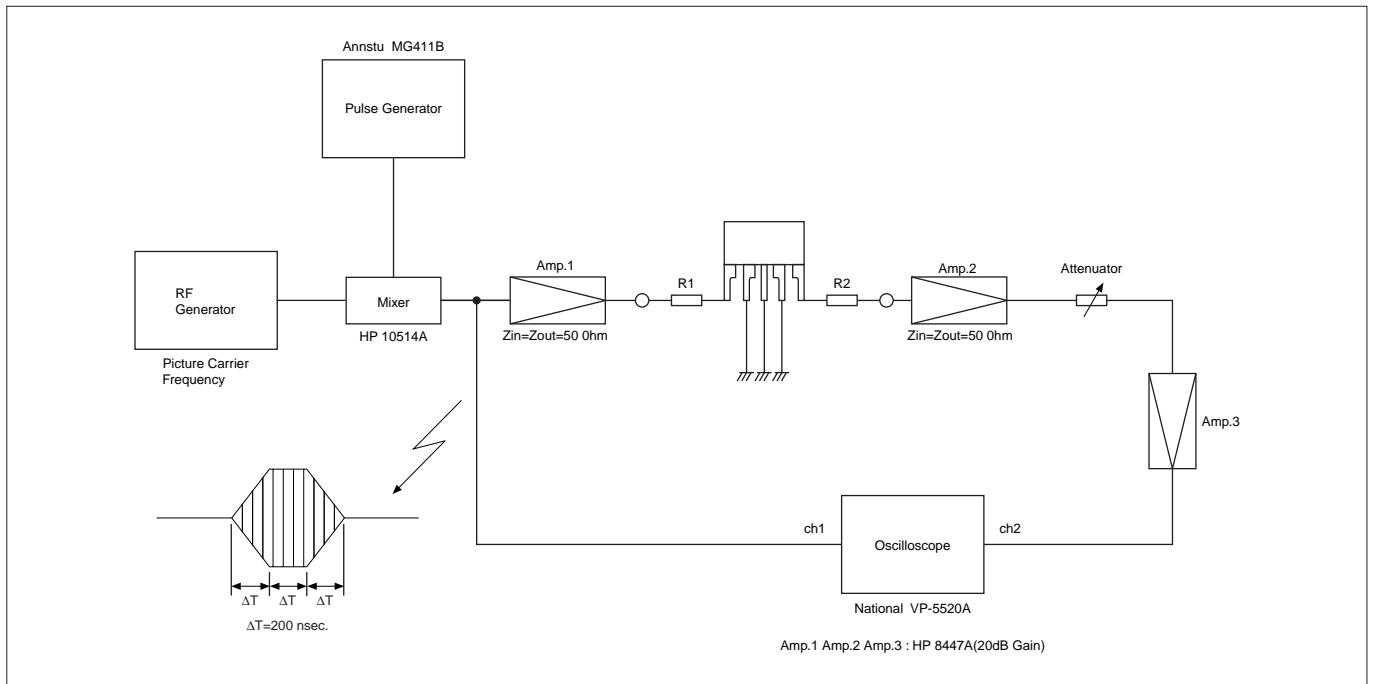 Annstu MG411B
Pulse Generator
RF
Generator
Picture Carrier
Frequency
Mixer
HP 10514A
Amp.1
Zin=Zout=50 0hm
R1
R2
Amp.2
Zin=Zout=50 0hm
Attenuator
Amp.3
ch1
Oscilloscope
ch2
National VP-5520A
ΔT ΔT ΔT
ΔT=200 nsec.
Amp.1 Amp.2 Amp.3 : HP 8447A(20dB Gain)